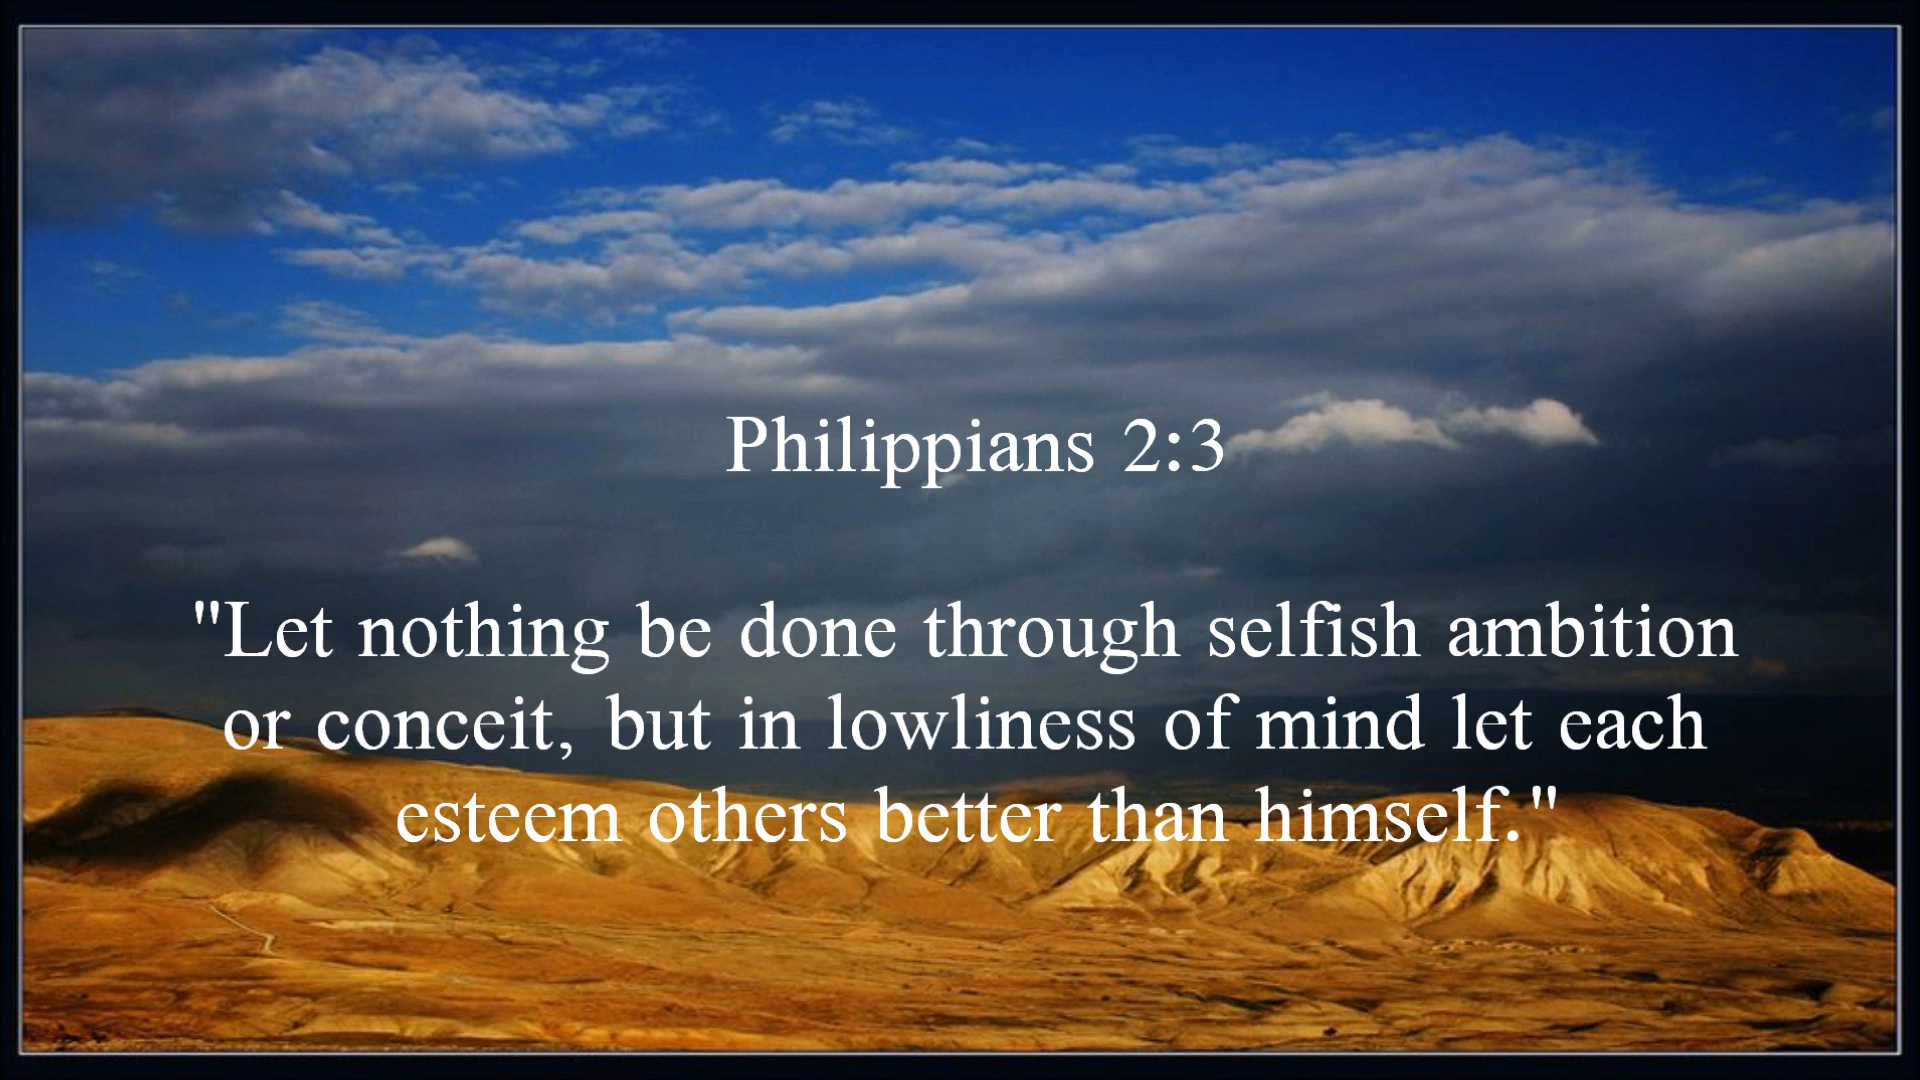 Philippians 2:3
"Let nothing be done through selfish ambition
or conceit, but in lowliness of mind let each
esteem others better than himself."